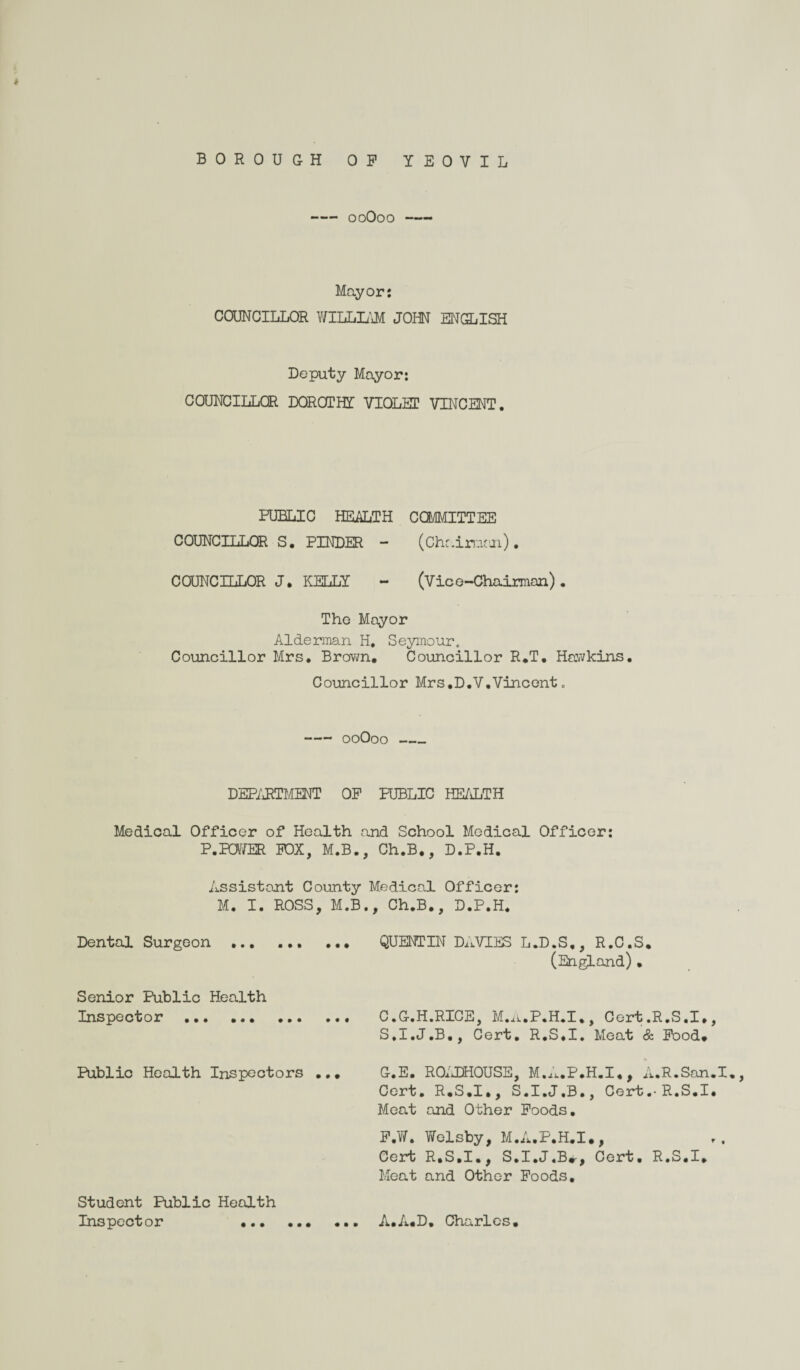 BOROUGH OF YEOVIL
--- ooOoo ---
Mayor:
COUNCILLOR WILLIAM JOHN ENGLISH
Deputy Mayor:
COUNCILLOR DOROTHY VIOLET VINCENT.
PUBLIC HEALTH COMMITTEE
COUNCILLOR S. PINDER - (Chairman).
COUNCILLOR J. KELLY - (Vice-Chairman).
The Mayor
Alderman H. Seymour.
Councillor Mrs. Brown. Councillor R.T. Hawkins.
Councillor Mrs.D.V.Vincent.
--- ooOoo ---
DEPARTMENT OF PUBLIC HEALTH
Medical Officer of Health and School Medical Officer:
P.POWER FOX, M.B., Ch.B., D.P.H.
Assistant County Medical Officer:
M. I. ROSS, M.B., Ch.B., D.P.H.
Dental Surgeon ... ... ... QUENTIN DAVIES L.D.S., R.C.S.
(England).
Senior Public Health
Inspector ... ... ... ... C.G.H.RICE, M.A.P.H.I., Cert.R.S.I.,
S.I.J.B., Cert. R.S.I. Meat & Food.
Public Health Inspectors ... G.E. ROADHOUSE, M.A.P.H.I., A.R.San.I.,
Cert. R.S.I., S.I.J.B., Cert. R.S.I.
Meat and Other Foods.
F.W. Welsby, M.A.P.H.I.,
Cert R.S.I., S.I.J.B., Cert. R.S.I.
Meat and Other Foods.
Student Public Health
Inspector ... ... ... A.A.D. Charles.